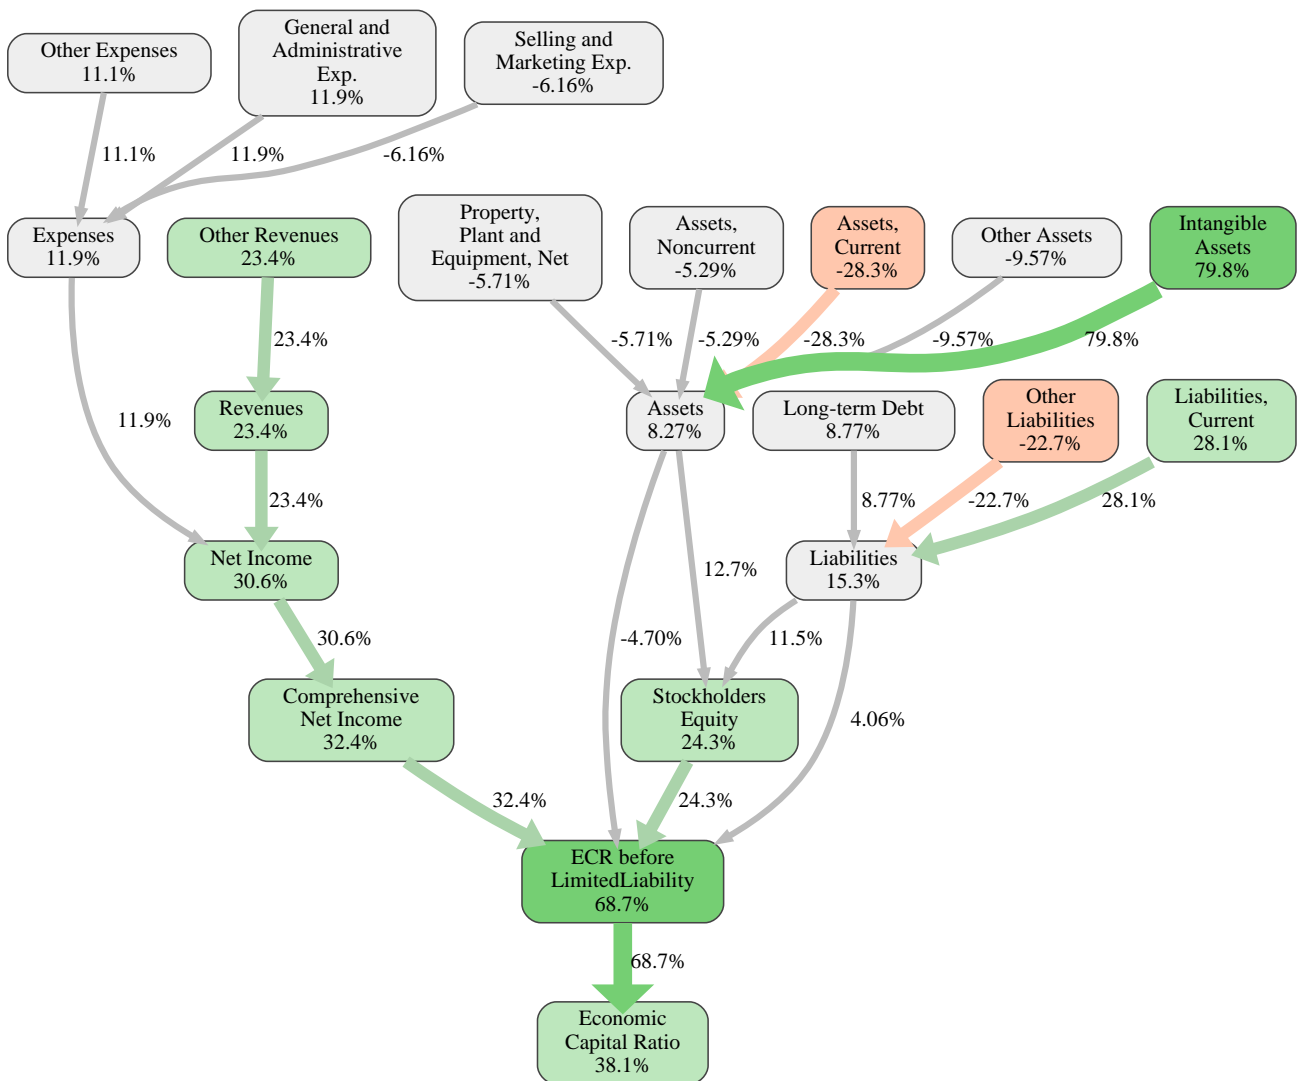 Other Expenses
11.1%
General and
Administrative
Exp.
11.9%
Selling and
Marketing Exp.
-6.16%
11.1%
11.9%
-6.16%
Expenses
11.9%
Other Revenues
23.4%
Property,
Plant and
Equipment, Net
-5.71%
Assets,
Noncurrent
-5.29%
Assets,
Current
-28.3%
Other Assets
-9.57%
Intangible
Assets
79.8%
23.4%
-5.71%
-5.29%
-28.3%
-9.57%
79.8%
11.9%
Revenues
23.4%
Assets
8.27%
Long-term Debt
8.77%
Other
Liabilities
-22.7%
Liabilities,
Current
28.1%
23.4%
8.77%
-22.7%
28.1%
Net Income
30.6%
12.7%
Liabilities
15.3%
30.6%
-4.70%
11.5%
4.06%
Comprehensive
Net Income
32.4%
Stockholders
Equity
24.3%
32.4%
24.3%
ECR before
LimitedLiability
68.7%
68.7%
Economic
Capital Ratio
38.1%